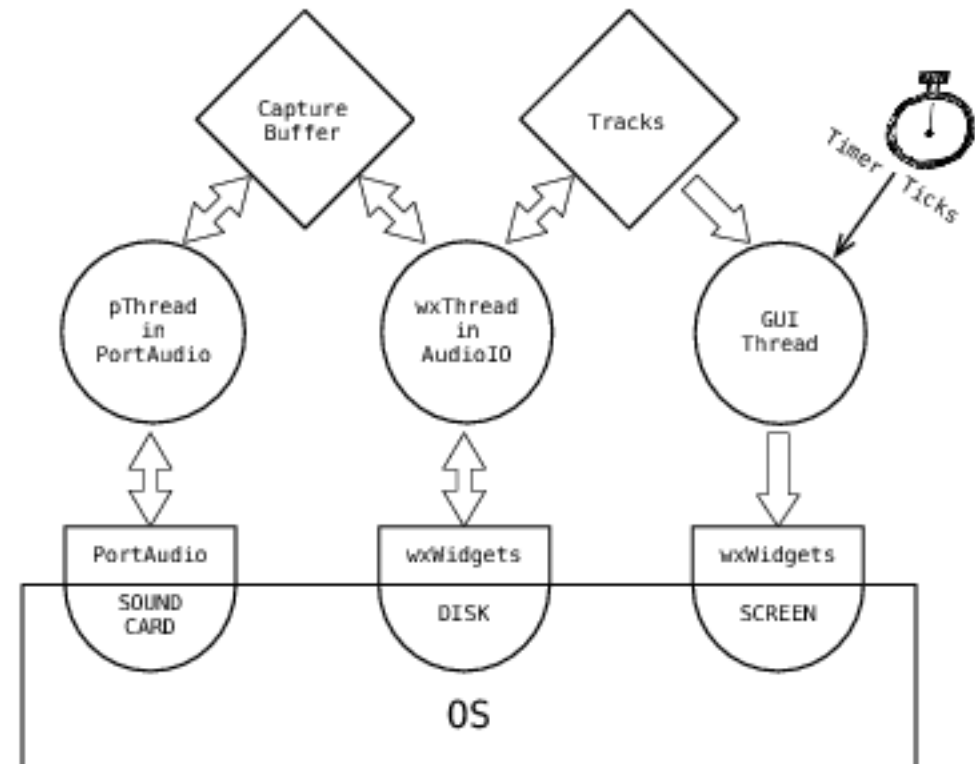 Capture
Buffer
Tracks
Timer Ticks
pThread
in
PortAudio
wxThread
in
AudioIO
GUI
Thread
PortAudio
wxWidgets
wxWidgets
SOUND
CARD
DISK
SCREEN
OS